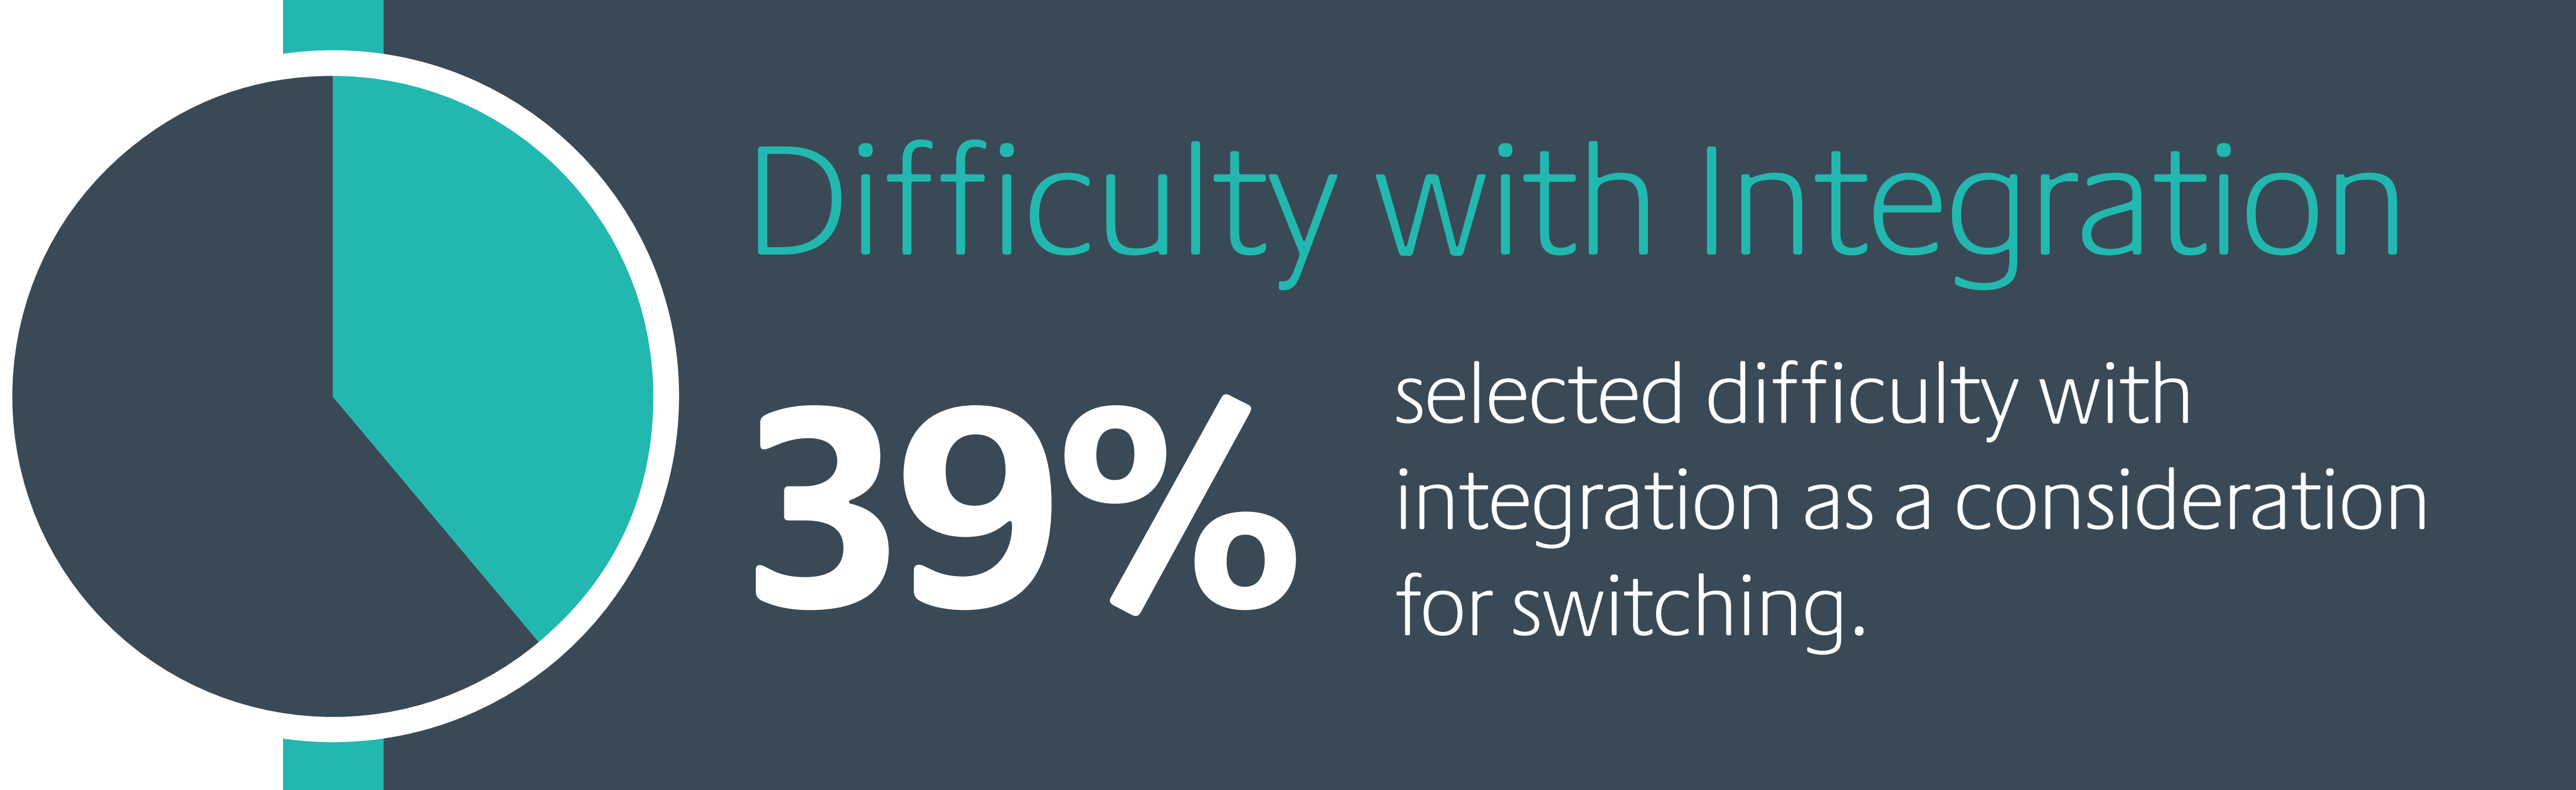 Difficulty with Integration
39%
selected difficulty with
integration as a consideration
for switching.